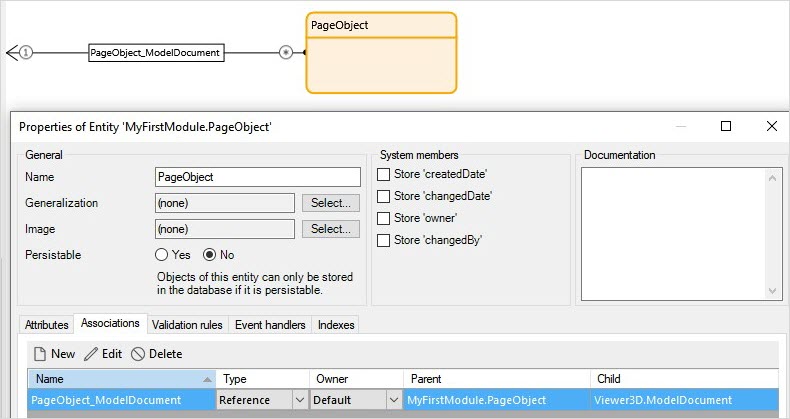 PageObject
1
PageObject_ModelDocument
*
Properties of Entity 'MyFirstModule.PageObject'
General
System members
Documentation
Name
PageObject
Store 'createdDate'
Generalization
(none)
Select...
Store 'changedDate'
Image
(none)
Select...
Store 'owner'
Persistable
Yes
No
Store 'changedBy'
Objects of this entity can only be stored
in the database if it is persistable.
Attributes
Associations
Validation rules
Event handlers
Indexes
New
Edit
Delete
Name
Type
Owner
Parent
Child
PageObject_ModelDocument
Reference
Default
MyFirstModule.PageObject
Viewer3D.ModelDocument